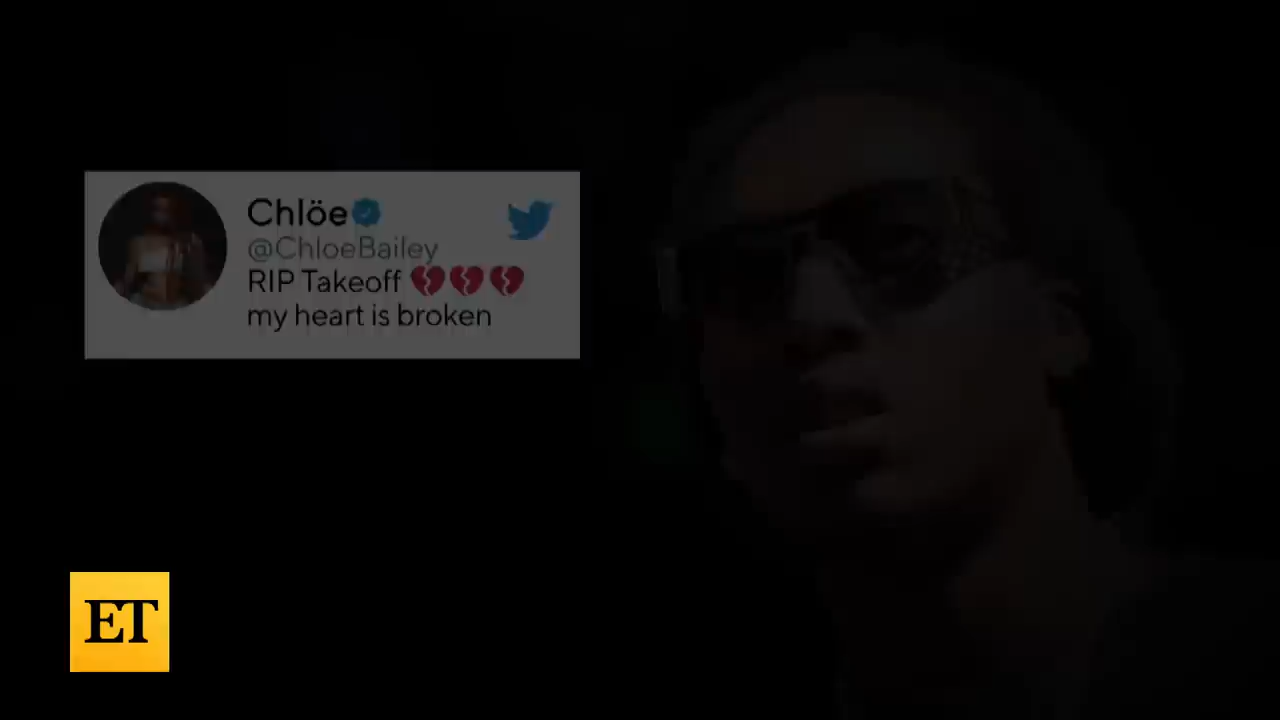 Chlöe
@ChloeBailey
RIP Takeoff 💔💔💔
my heart is broken
ET